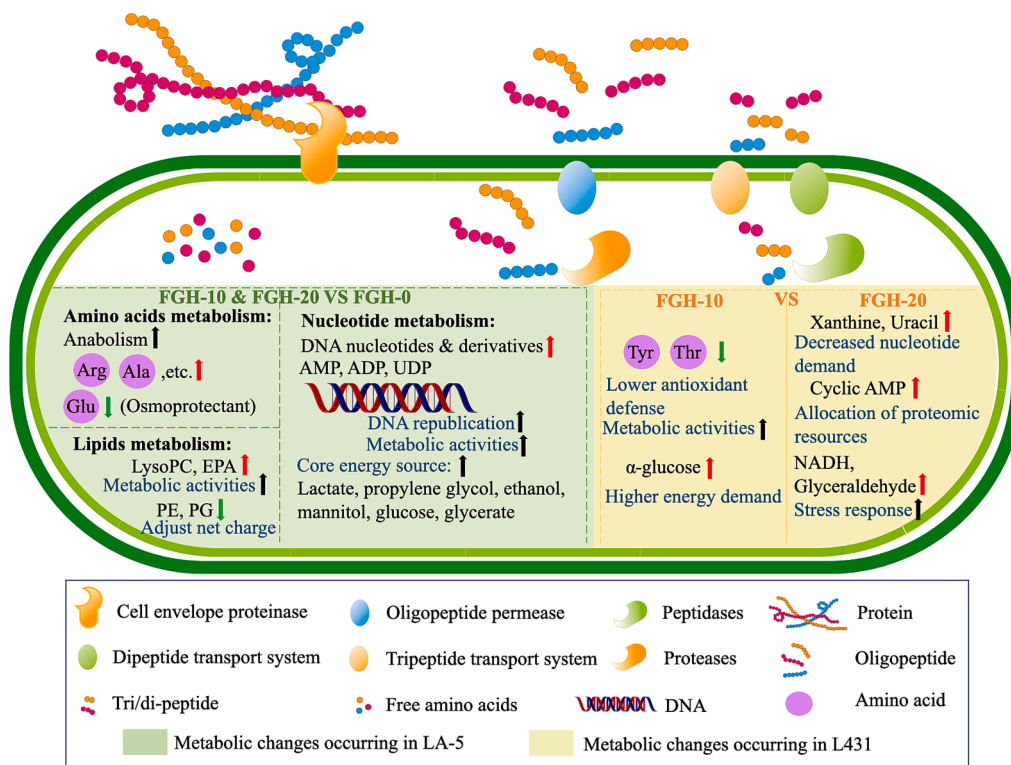 FGH-10 & FGH-20 VS FGH-0
Amino acids metabolism:
Anabolism
Arg Ala ,etc.
Glu (Osmoprotectant)
Lipids metabolism:
LysoPC, EPA
Metabolic activities
PE, PG
Adjust net charge
Nucleotide metabolism:
DNA nucleotides & derivatives
AMP, ADP, UDP
DNA republication
Metabolic activities
Core energy source:
Lactate, propylene glycol, ethanol,
mannitol, glucose, glycerate
FGH-10 VS FGH-20
Tyr Thr
Lower antioxidant
defense
Metabolic activities
α-glucose
Higher energy demand
Xanthine, Uracil
Decreased nucleotide
demand
Cyclic AMP
Allocation of proteomic
resources
NADH,
Glyceraldehyde
Stress response
Cell envelope proteinase
Oligopeptide permease
Peptidases
Protein
Dipeptide transport system
Tripeptide transport system
Proteases
Oligopeptide
Tri/di-peptide
Free amino acids
DNA
Amino acid
Metabolic changes occurring in LA-5
Metabolic changes occurring in L431